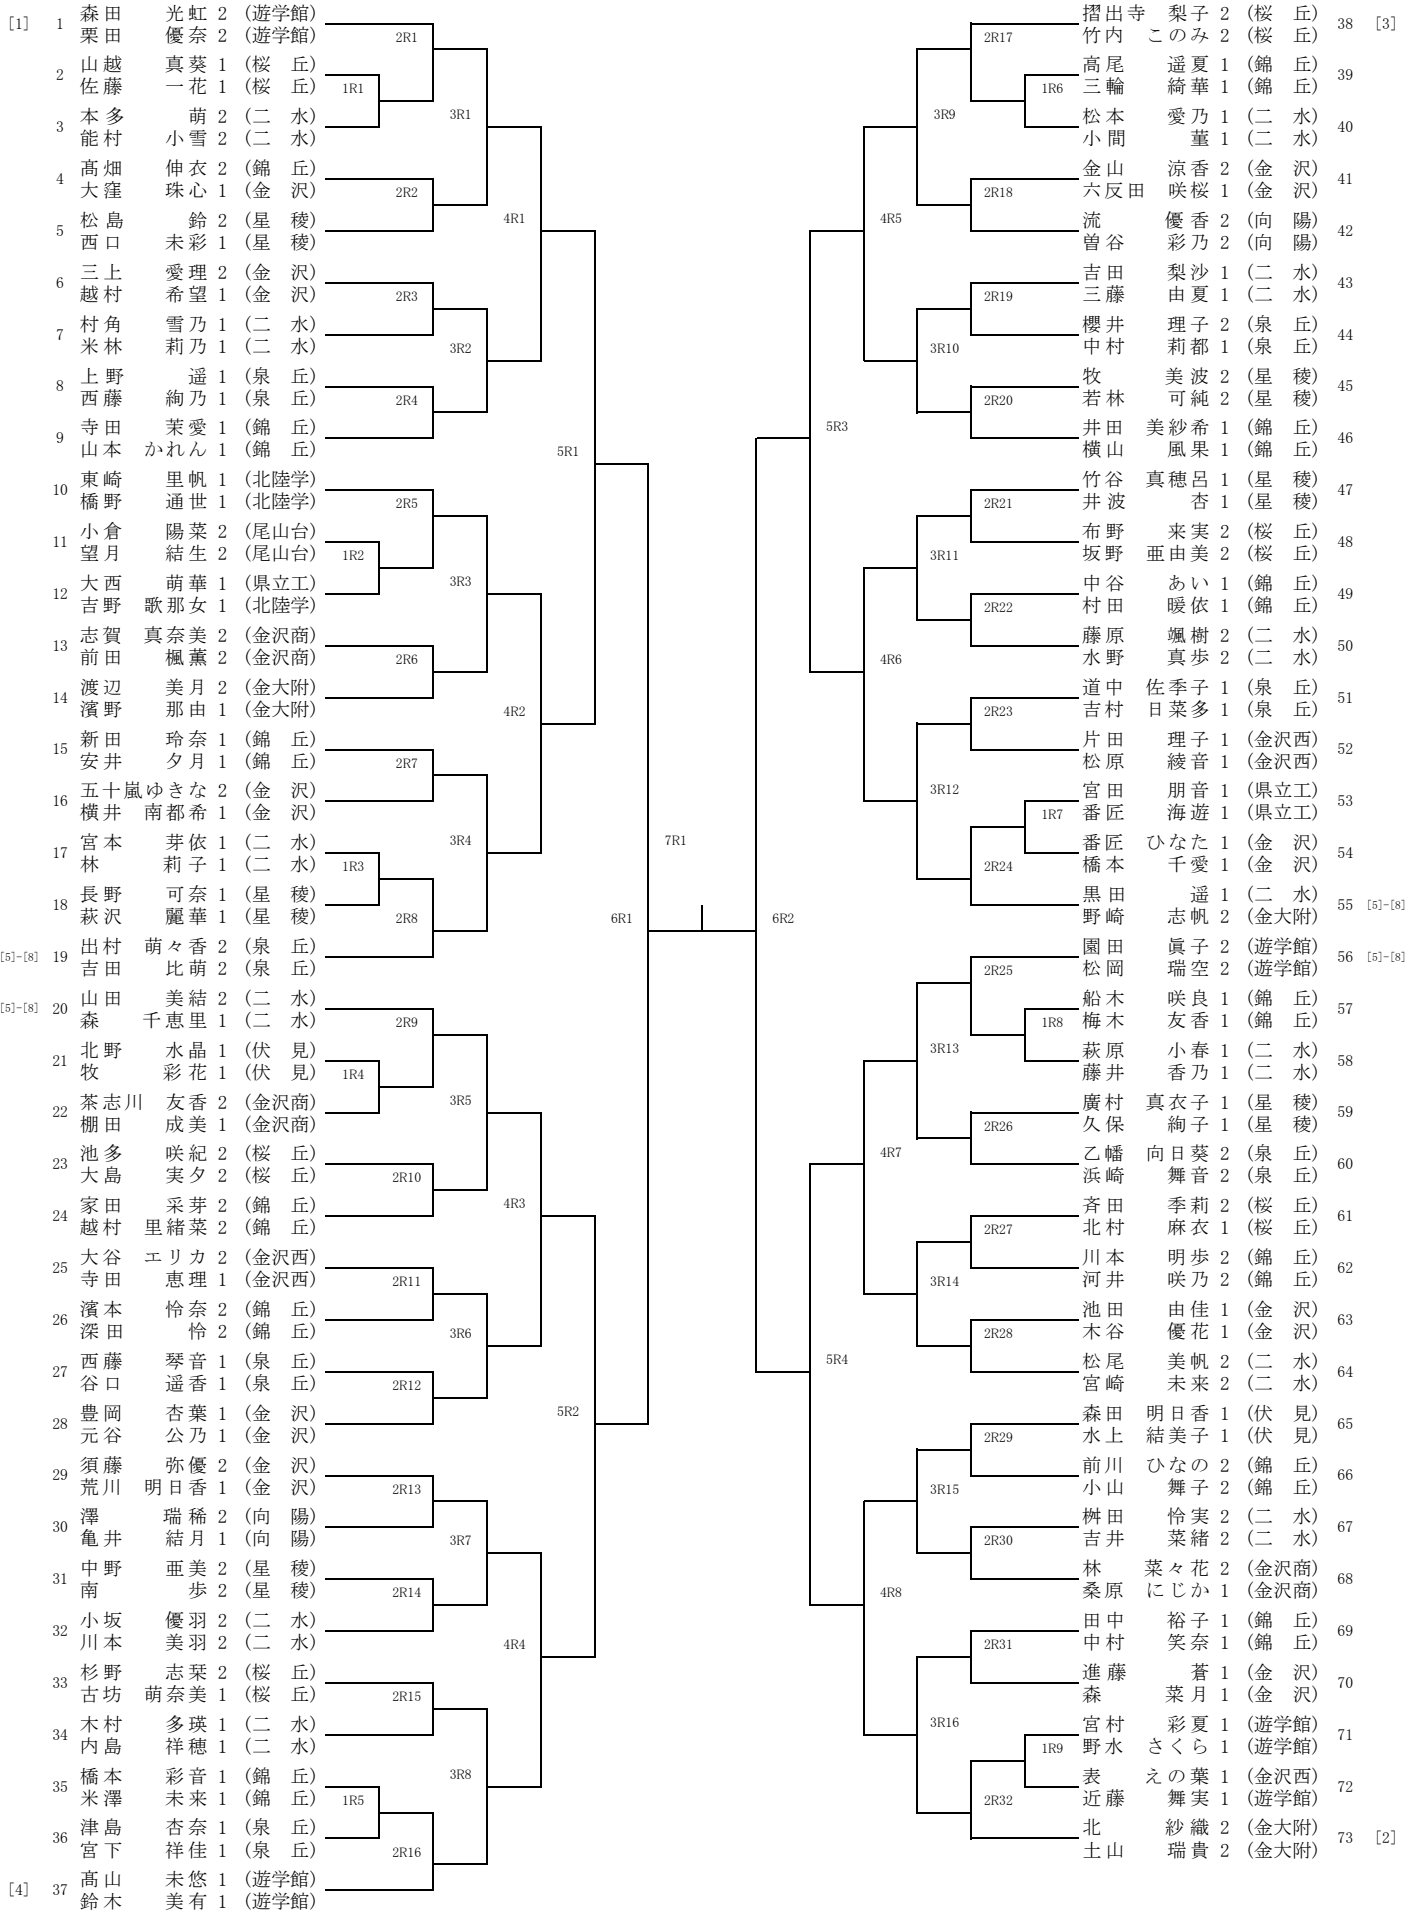 [1] 1 森田 光虹 2 (遊学館)
栗田 優奈 2 (遊学館)
2 山越 真葵 1 (桜 丘)
佐藤 一花 1 (桜 丘)
3 本多 萌 2 (二 水)
能村 小雪 2 (二 水)
4 髙畑 伸衣 2 (錦 丘)
大窪 珠心 1 (金 沢)
5 松島 鈴 2 (星 稜)
西口 未彩 1 (星 稜)
6 三上 愛理 2 (金 沢)
越村 希望 1 (金 沢)
7 村角 雪乃 1 (二 水)
米林 莉乃 1 (二 水)
8 上野 遥 1 (泉 丘)
西藤 絢乃 1 (泉 丘)
9 寺田 茉愛 1 (錦 丘)
山本 かれん 1 (錦 丘)
10 東崎 里帆 1 (北陸学)
橋野 通世 1 (北陸学)
11 小倉 陽菜 2 (尾山台)
望月 結生 2 (尾山台)
12 大西 萌華 1 (県立工)
吉野 歌那女 1 (北陸学)
13 志賀 真奈美 2 (金沢商)
前田 楓薫 2 (金沢商)
14 渡辺 美月 2 (金大附)
濱野 那由 1 (金大附)
15 新田 玲奈 1 (錦 丘)
安井 夕月 1 (錦 丘)
16 五十嵐ゆきな 2 (金 沢)
横井 南都希 1 (金 沢)
17 宮本 芽依 1 (二 水)
林 莉子 1 (二 水)
18 長野 可奈 1 (星 稜)
萩沢 麗華 1 (星 稜)
[5]-[8] 19 出村 萌々香 2 (泉 丘)
吉田 比萌 2 (泉 丘)
[5]-[8] 20 山田 美結 2 (二 水)
森 千恵里 1 (二 水)
21 北野 水晶 1 (伏 見)
牧 彩花 1 (伏 見)
22 茶志川 友香 2 (金沢商)
棚田 成美 1 (金沢商)
23 池多 咲紀 2 (桜 丘)
大島 実夕 2 (桜 丘)
24 家田 采芽 2 (錦 丘)
越村 里緒菜 2 (錦 丘)
25 大谷 エリカ 2 (金沢西)
寺田 恵理 1 (金沢西)
26 濱本 怜奈 2 (錦 丘)
深田 怜 2 (錦 丘)
27 西藤 琴音 1 (泉 丘)
谷口 遥香 1 (泉 丘)
28 豊岡 杏葉 1 (金 沢)
元谷 公乃 1 (金 沢)
29 須藤 弥優 2 (金 沢)
荒川 明日香 1 (金 沢)
30 澤 瑞稀 2 (向 陽)
亀井 結月 1 (向 陽)
31 中野 亜美 2 (星 稜)
南 歩 2 (星 稜)
32 小坂 優羽 2 (二 水)
川本 美羽 2 (二 水)
33 杉野 志栞 2 (桜 丘)
古坊 萌奈美 1 (桜 丘)
34 木村 多瑛 1 (二 水)
内島 祥穂 1 (二 水)
35 橋本 彩音 1 (錦 丘)
米澤 未来 1 (錦 丘)
36 津島 杏奈 1 (泉 丘)
宮下 祥佳 1 (泉 丘)
[4] 37 髙山 未悠 1 (遊学館)
鈴木 美有 1 (遊学館)
1R1
1R2
1R3
1R4
1R5
2R1
2R2
2R3
2R4
2R5
2R6
2R7
2R8
2R9
2R10
2R11
2R12
2R13
2R14
2R15
2R16
3R1
3R2
3R3
3R4
3R5
3R6
3R7
3R8
4R1
4R2
4R3
4R4
5R1
5R2
6R1
7R1
6R2
5R3
5R4
4R5
4R6
4R7
4R8
3R9
3R10
3R11
3R12
3R13
3R14
3R15
3R16
2R17
2R18
2R19
2R20
2R21
2R22
2R23
2R24
2R25
2R26
2R27
2R28
2R29
2R30
2R31
2R32
1R6
1R7
1R8
1R9
摺出寺 梨子 2 (桜 丘) 38 [3]
竹内 このみ 2 (桜 丘)
高尾 遥夏 1 (錦 丘) 39
三輪 綺華 1 (錦 丘)
松本 愛乃 1 (二 水) 40
小間 菫 1 (二 水)
金山 涼香 2 (金 沢) 41
六反田 咲桜 1 (金 沢)
流 優香 2 (向 陽) 42
曽谷 彩乃 2 (向 陽)
吉田 梨沙 1 (二 水) 43
三藤 由夏 1 (二 水)
櫻井 理子 2 (泉 丘) 44
中村 莉都 1 (泉 丘)
牧 美波 2 (星 稜) 45
若林 可純 2 (星 稜)
井田 美紗希 1 (錦 丘) 46
横山 風果 1 (錦 丘)
竹谷 真穂呂 1 (星 稜) 47
井波 杏 1 (星 稜)
布野 来実 2 (桜 丘) 48
坂野 亜由美 2 (桜 丘)
中谷 あい 1 (錦 丘) 49
村田 暖依 1 (錦 丘)
藤原 颯樹 2 (二 水) 50
水野 真歩 2 (二 水)
道中 佐季子 1 (泉 丘) 51
吉村 日菜多 1 (泉 丘)
片田 理子 1 (金沢西) 52
松原 綾音 1 (金沢西)
宮田 朋音 1 (県立工) 53
番匠 海遊 1 (県立工)
番匠 ひなた 1 (金 沢) 54
橋本 千愛 1 (金 沢)
黒田 遥 1 (二 水) 55 [5]-[8]
野崎 志帆 2 (金大附)
園田 眞子 2 (遊学館) 56 [5]-[8]
松岡 瑞空 2 (遊学館)
船木 咲良 1 (錦 丘) 57
梅木 友香 1 (錦 丘)
萩原 小春 1 (二 水) 58
藤井 香乃 1 (二 水)
廣村 真衣子 1 (星 稜) 59
久保 絢子 1 (星 稜)
乙幡 向日葵 2 (泉 丘) 60
浜崎 舞音 2 (泉 丘)
斉田 季莉 2 (桜 丘) 61
北村 麻衣 1 (桜 丘)
川本 明歩 2 (錦 丘) 62
河井 咲乃 2 (錦 丘)
池田 由佳 1 (金 沢) 63
木谷 優花 1 (金 沢)
松尾 美帆 2 (二 水) 64
宮崎 未来 2 (二 水)
森田 明日香 1 (伏 見) 65
水上 結美子 1 (伏 見)
前川 ひなの 2 (錦 丘) 66
小山 舞子 2 (錦 丘)
桝田 怜実 2 (二 水) 67
吉井 菜緒 2 (二 水)
林 菜々花 2 (金沢商) 68
桑原 にじか 1 (金沢商)
田中 裕子 1 (錦 丘) 69
中村 笑奈 1 (錦 丘)
進藤 蒼 1 (金 沢) 70
森 菜月 1 (金 沢)
宮村 彩夏 1 (遊学館) 71
野水 さくら 1 (遊学館)
表 えの葉 1 (金沢西) 72
近藤 舞実 1 (遊学館)
北 紗織 2 (金大附) 73 [2]
土山 瑞貴 2 (金大附)